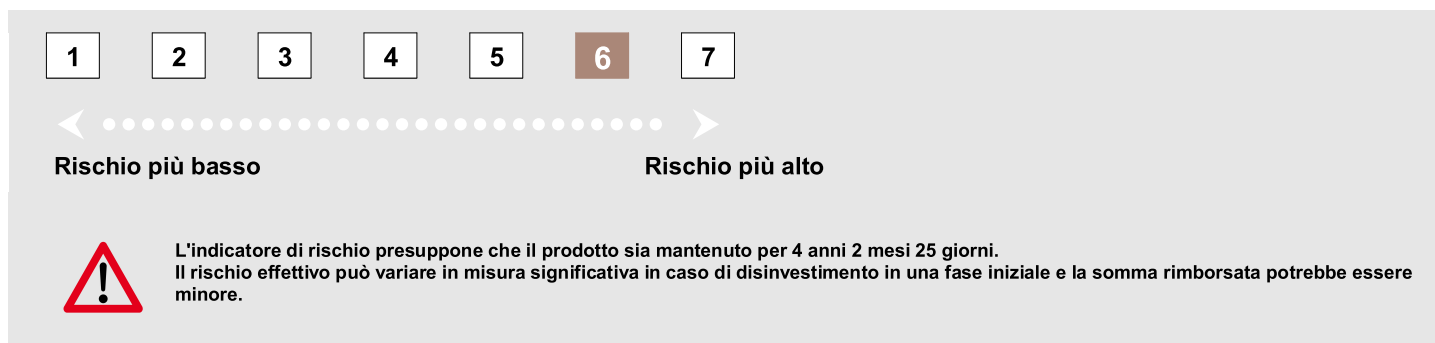 1 2 3 4 5 6 7
Rischio più basso Rischio più alto
L'indicatore di rischio presuppone che il prodotto sia mantenuto per 4 anni 2 mesi 25 giorni.
Il rischio effettivo può variare in misura significativa in caso di disinvestimento in una fase iniziale e la somma rimborsata potrebbe essere
minore.